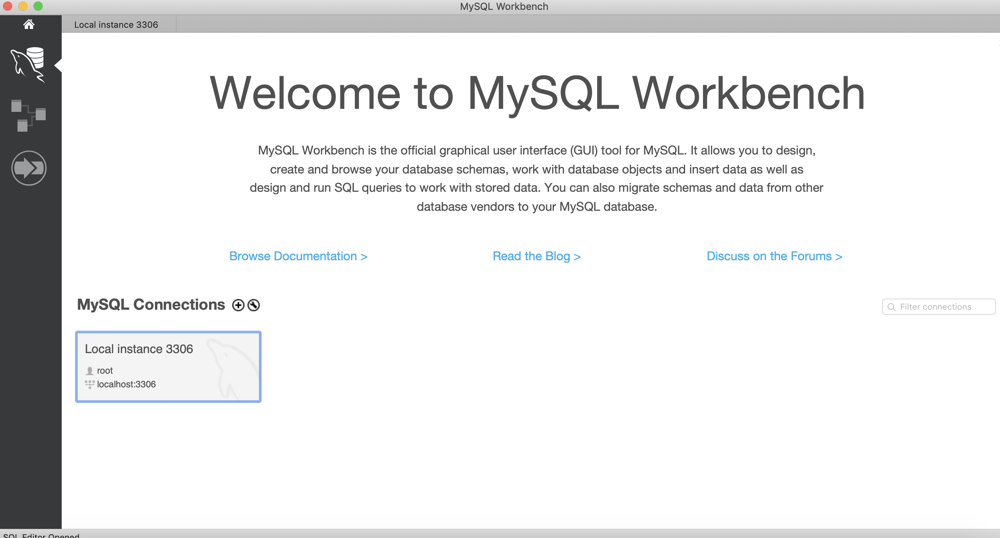 MySQL Workbench
Local instance 3306
Welcome to MySQL Workbench
MySQL Workbench is the official graphical user interface (GUI) tool for MySQL. It allows you to design,
create and browse your database schemas, work with database objects and insert data as well as
design and run SQL queries to work with stored data. You can also migrate schemas and data from other
database vendors to your MySQL database.
Browse Documentation >
Read the Blog >
Discuss on the Forums >
MySQL Connections
Filter connections
Local instance 3306
root
localhost:3306
SQL Editor Opened